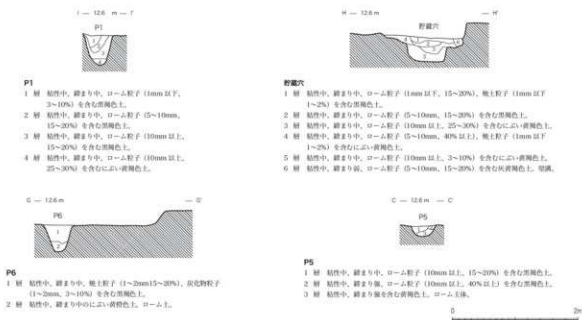 I — 12.6 m — I'
P1
P1
1 層 粘性中、締まり中、ローム粒子（1mm 以下、
3〜10%）を含む黒褐色土。
2 層 粘性中、締まり中、ローム粒子（5〜10mm、
15〜20%）を含む黒褐色土。
3 層 粘性中、締まり中、ローム粒子（10mm 以上、
15〜20%）を含む黒褐色土。
4 層 粘性中、締まり中、ローム粒子（10mm 以上、
25〜30%）を含むにぶい黄褐色土。
H — 12.6 m — H'
貯蔵穴
貯蔵穴
1 層 粘性中、締まり中、ローム粒子（1mm 以下、15〜20%）、焼土粒子（1mm 以下
1〜2%）を含む黒褐色土。
2 層 粘性中、締まり中、ローム粒子（5〜10mm、15〜20%）を含む黒褐色土。
3 層 粘性中、締まり中、ローム粒子（10mm 以上、25〜30%）を含むにぶい黄褐色土。
4 層 粘性中、締まり中、ローム粒子（5〜10mm、40% 以上）、焼土粒子（1mm 以下
1〜2%）を含むにぶい黄褐色土。
5 層 粘性中、締まり中、ローム粒子（10mm 以上、3〜10%）を含むにぶい黄褐色土。
6 層 粘性中、締まり弱、ローム粒子（5〜10mm、15〜20%）を含む灰黄褐色土。壁溝。
G — 12.6m — G'
P6
1
2
P6
1 層 粘性中、締まり中、焼土粒子（1〜2mm15〜20%）、炭化物粒子
（1〜2mm、3〜10%）を含む黒褐色土。
2 層 粘性中、締まり中のにぶい黄橙色土。ローム土。
C — 12.6m — C'
P5
P5
1 層 粘性中、締まり中、ローム粒子（10mm 以上、15〜20%）を含む黒褐色土。
2 層 粘性中、締まり強、ローム粒子（10mm 以上、40% 以上）を含む黒褐色土。
3 層 粘性中、締まり強を含む黄褐色土。ローム主体。
0 2m